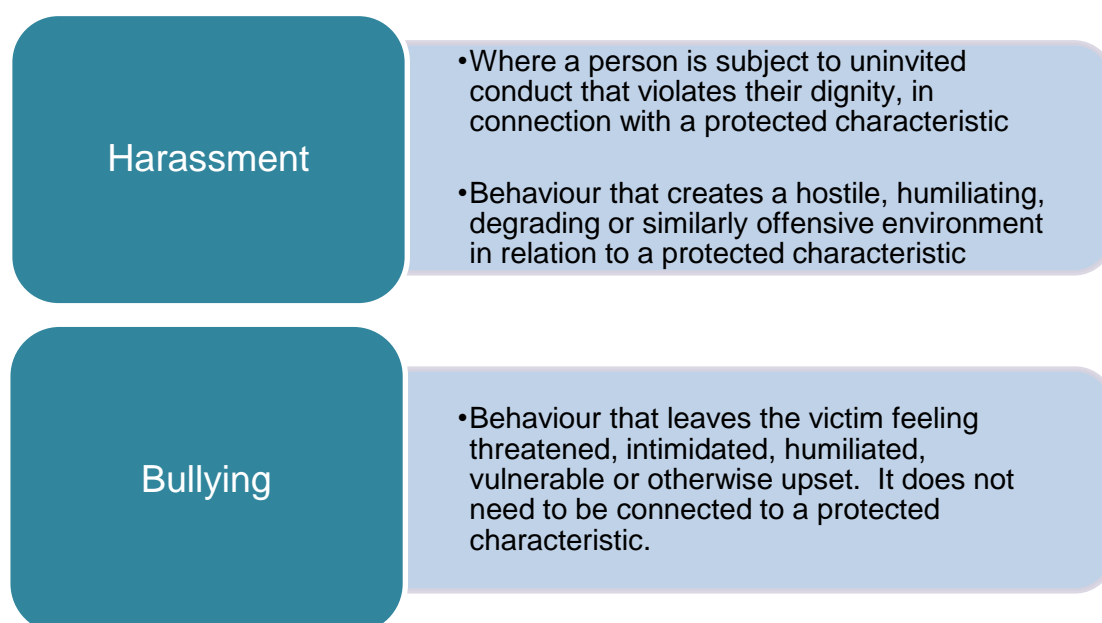 Harassment
•Where a person is subject to uninvited
conduct that violates their dignity, in
connection with a protected characteristic
•Behaviour that creates a hostile, humiliating,
degrading or similarly offensive environment
in relation to a protected characteristic
Bullying
•Behaviour that leaves the victim feeling
threatened, intimidated, humiliated,
vulnerable or otherwise upset.  It does not
need to be connected to a protected
characteristic.